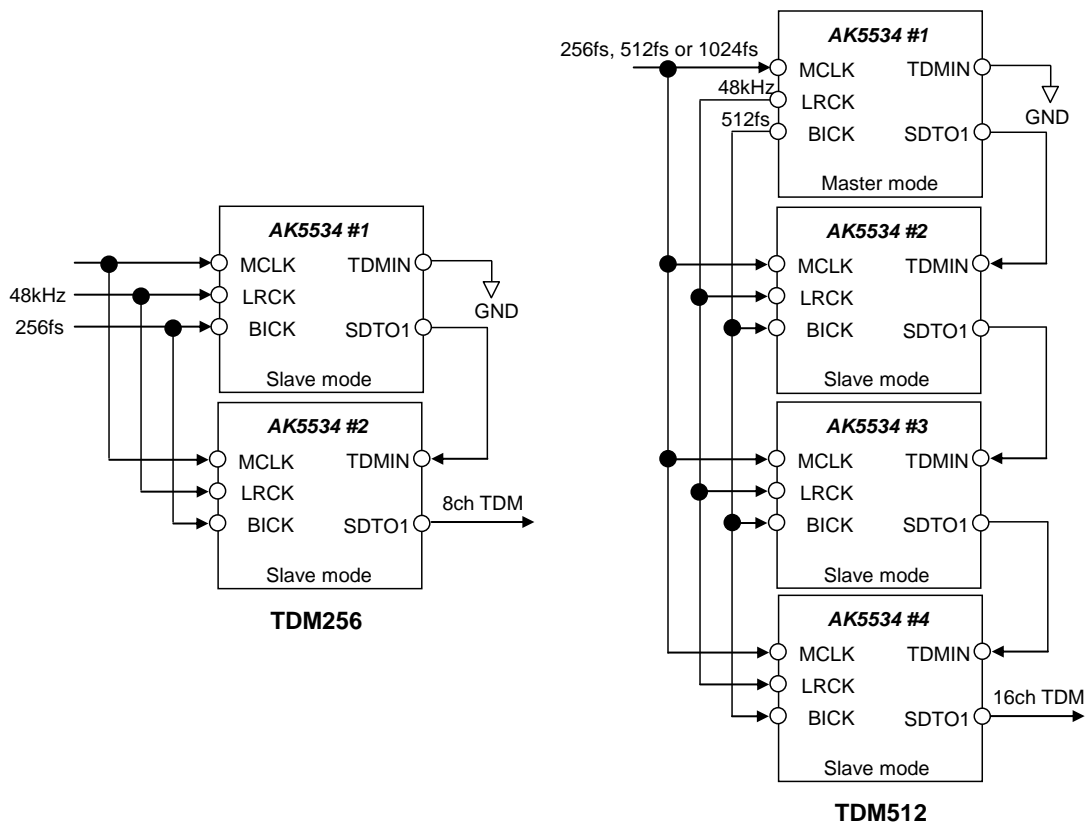 AK5534 #1
MCLK TDMIN
48kHz LRCK
GND
256fs BICK SDTO1
Slave mode
AK5534 #2
MCLK TDMIN
LRCK
8ch TDM
BICK SDTO1
Slave mode
TDM256
AK5534 #1
256fs, 512fs or 1024fs
MCLK TDMIN
48kHz
LRCK
GND
512fs
BICK SDTO1
Master mode
AK5534 #2
MCLK TDMIN
LRCK
BICK SDTO1
Slave mode
AK5534 #3
MCLK TDMIN
LRCK
BICK SDTO1
Slave mode
AK5534 #4
MCLK TDMIN
LRCK
16ch TDM
BICK SDTO1
Slave mode
TDM512